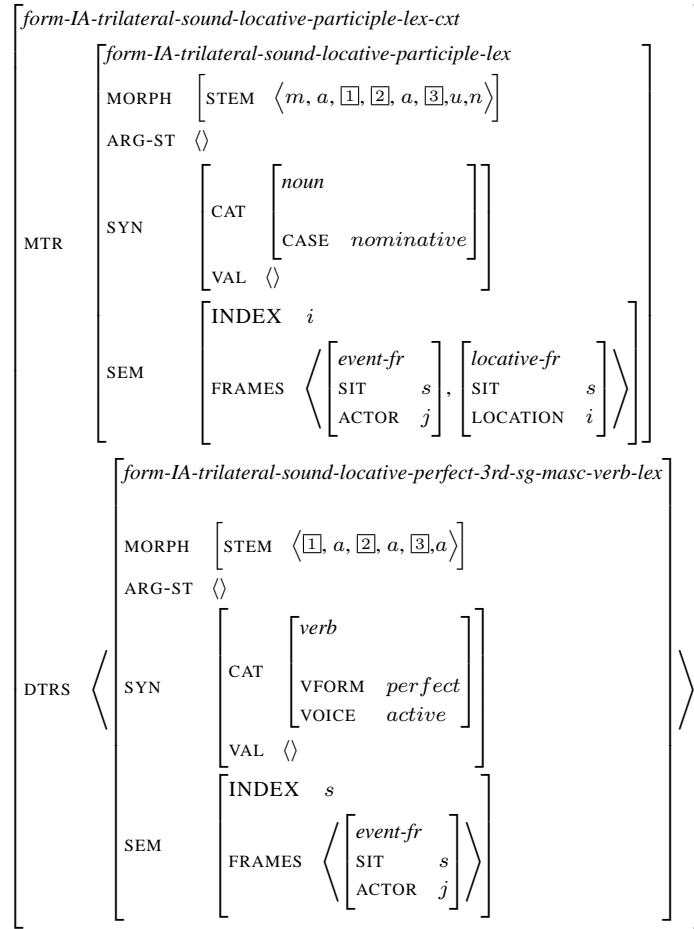 form-IA-trilateral-sound-locative-participle-lex-cxt
form-IA-trilateral-sound-locative-participle-lex
MORPH [STEM ⟨m, a, 1, 2, a, 3,u,n⟩]
ARG-ST ⟨⟩
noun
CAT
SYN
CASE nominative
MTR
VAL ⟨⟩
INDEX i
event-fr locative-fr
SEM
FRAMES ⟨[SIT s], [SIT s]⟩
ACTOR j LOCATION i
form-IA-trilateral-sound-locative-perfect-3rd-sg-masc-verb-lex
MORPH [STEM ⟨1, a, 2, a, 3,a⟩]
ARG-ST ⟨⟩
verb
CAT
VFORM perfect
DTRS SYN
VOICE active
VAL ⟨⟩
INDEX s
event-fr
SEM
FRAMES ⟨[SIT s]⟩
ACTOR j